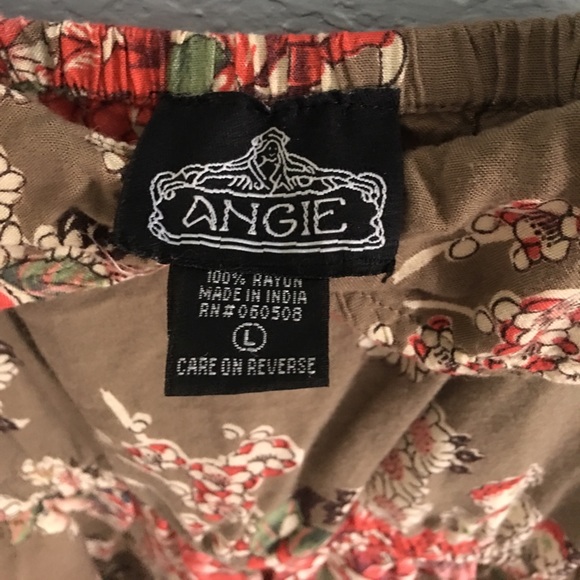 ANGIE
100% RAYON
MADE IN INDIA
RN#060508
L
CARE ON REVERSE